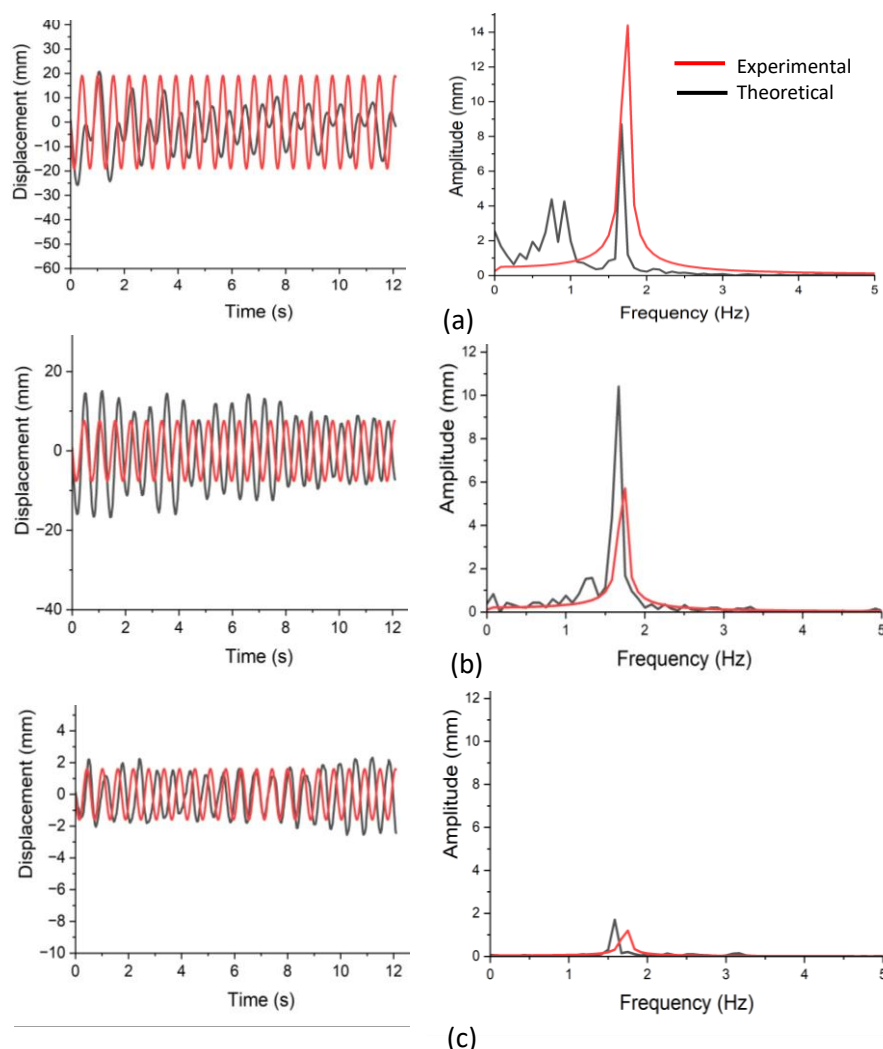 40
30
20
10
0
−10
−20
−30
−40
−50
−60
Displacement (mm)
0 2 4 6 8 10 12
Time (s)
14
12
10
8
6
4
2
0
Amplitude (mm)
0 1 2 3 4 5
Frequency (Hz)
Experimental
Theoretical
(a)
20
0
−20
−40
Displacement (mm)
0 2 4 6 8 10 12
Time (s)
12
10
8
6
4
2
0
Amplitude (mm)
0 1 2 3 4 5
Frequency (Hz)
(b)
4
2
0
−2
−4
−6
−8
−10
Displacement (mm)
0 2 4 6 8 10 12
Time (s)
12
10
8
6
4
2
0
Amplitude (mm)
0 1 2 3 4 5
Frequency (Hz)
(c)